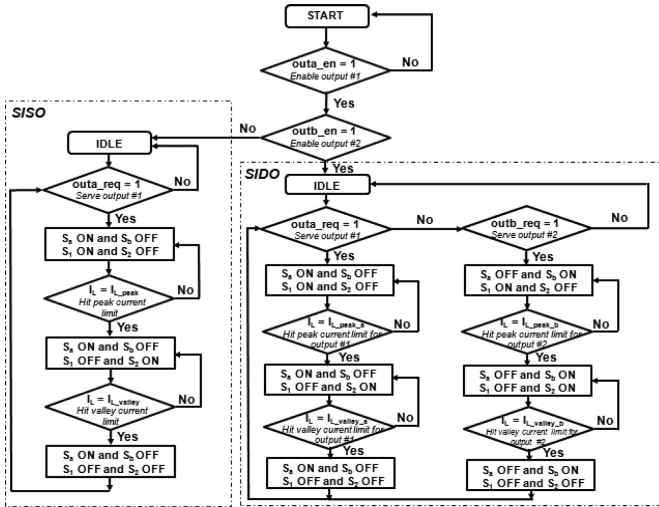 START
outa_en = 1
Enable output #1
No
Yes
outb_en = 1
Enable output #2
No
Yes
SISO
IDLE
outa_req = 1
Serve output #1
No
Yes
Sa ON and Sb OFF
S1 ON and S2 OFF
IL = IL_peak
Hit peak current
limit
No
Yes
Sa ON and Sb OFF
S1 OFF and S2 ON
IL = IL_valley
Hit valley current
limit
No
Yes
Sa ON and Sb OFF
S1 OFF and S2 OFF
SIDO
IDLE
outa_req = 1
Serve output #1
No
Yes
Sa ON and Sb OFF
S1 ON and S2 OFF
IL = IL_peak_a
Hit peak current limit for
output #1
No
Yes
Sa ON and Sb OFF
S1 OFF and S2 ON
IL = IL_valley_a
Hit valley current limit for
output #1
No
Yes
Sa ON and Sb OFF
S1 OFF and S2 OFF
outb_req = 1
Serve output #2
No
Yes
Sa OFF and Sb ON
S1 ON and S2 OFF
IL = IL_peak_b
Hit peak current limit for
output #2
No
Yes
Sa OFF and Sb ON
S1 OFF and S2 ON
IL = IL_valley_b
Hit valley current limit for
output #2
No
Yes
Sa OFF and Sb ON
S1 OFF and S2 OFF